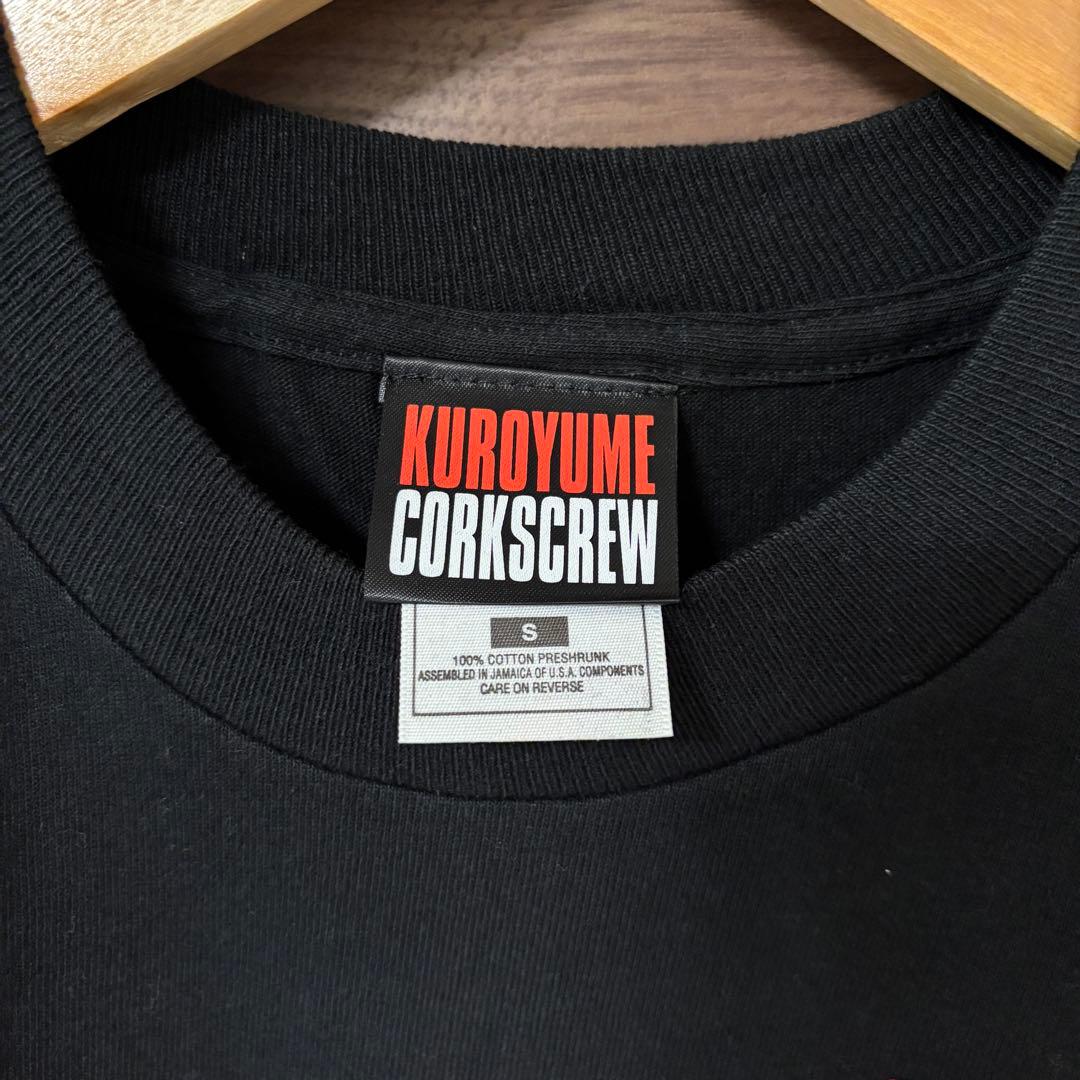 KUROYUME
CORKSCREW
S
100% COTTON PRESHRUNK
ASSEMBLED IN JAMAICA OF U.S.A. COMPONENTS
CARE ON REVERSE